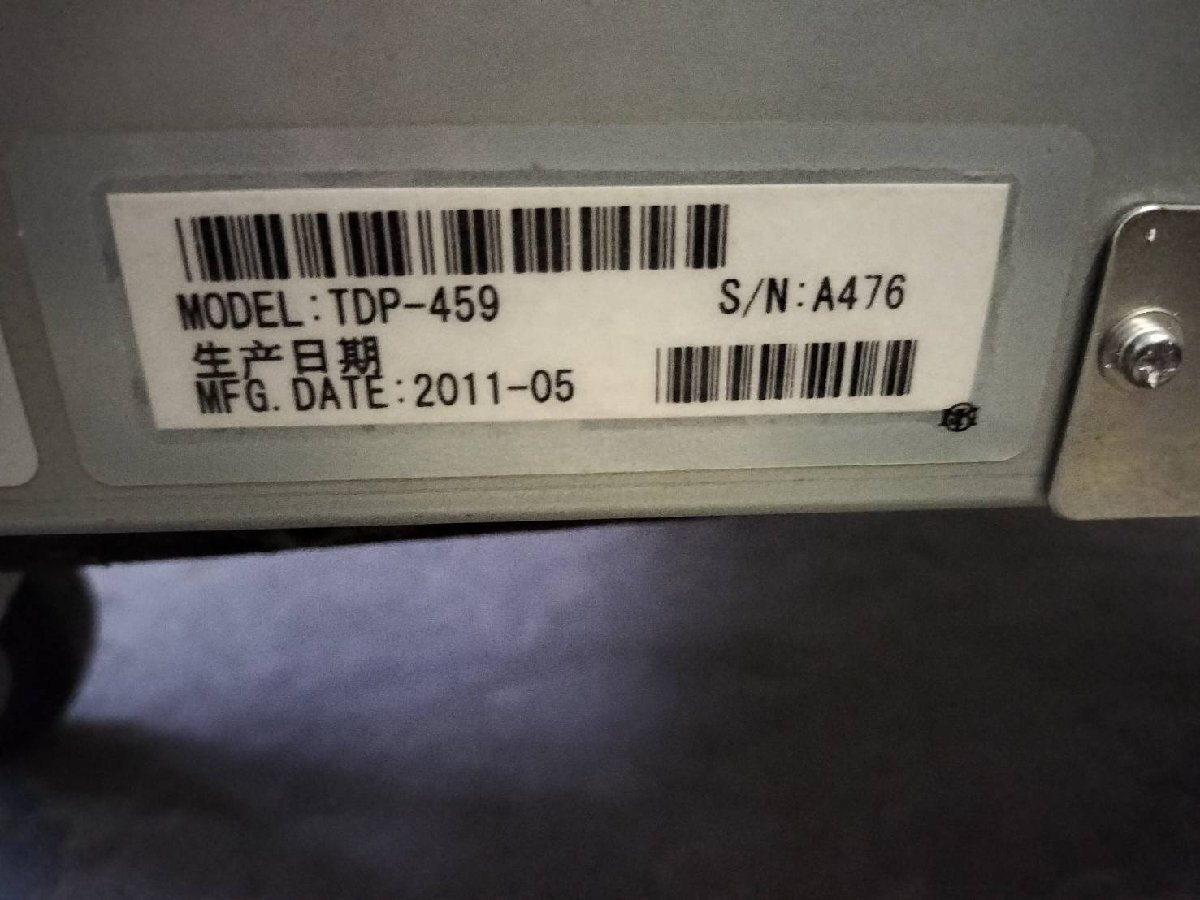 MODEL:TDP-459
S/N:A476
生产日期
MFG. DATE:2011-05